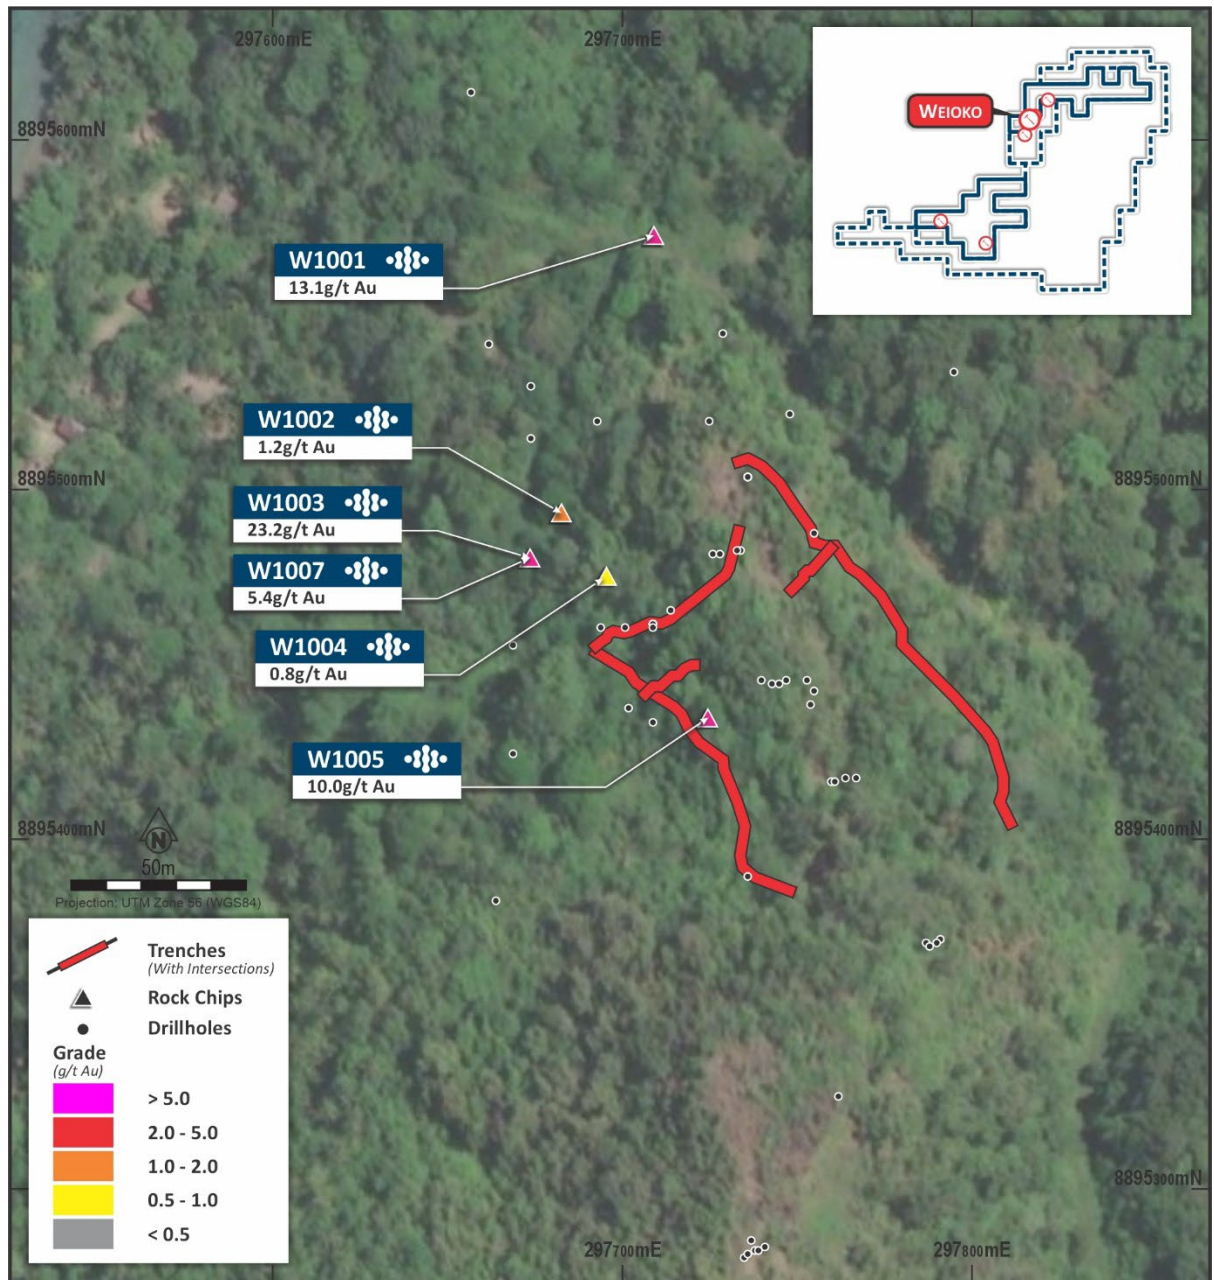 297600mE
297700mE
8895600mN
WEIOKO
W1001
13.1g/t Au
W1002
1.2g/t Au
8895500mN
8895500mN
W1003
23.2g/t Au
W1007
5.4g/t Au
W1004
0.8g/t Au
W1005
10.0g/t Au
8895400mN
8895400mN
N
50m
Projection: UTM Zone 56 (WGS84)
Trenches
(With Intersections)
Rock Chips
Drillholes
Grade
(g/t Au)
> 5.0
2.0 - 5.0
1.0 - 2.0
0.5 - 1.0
< 0.5
8895300mN
297700mE
297800mE